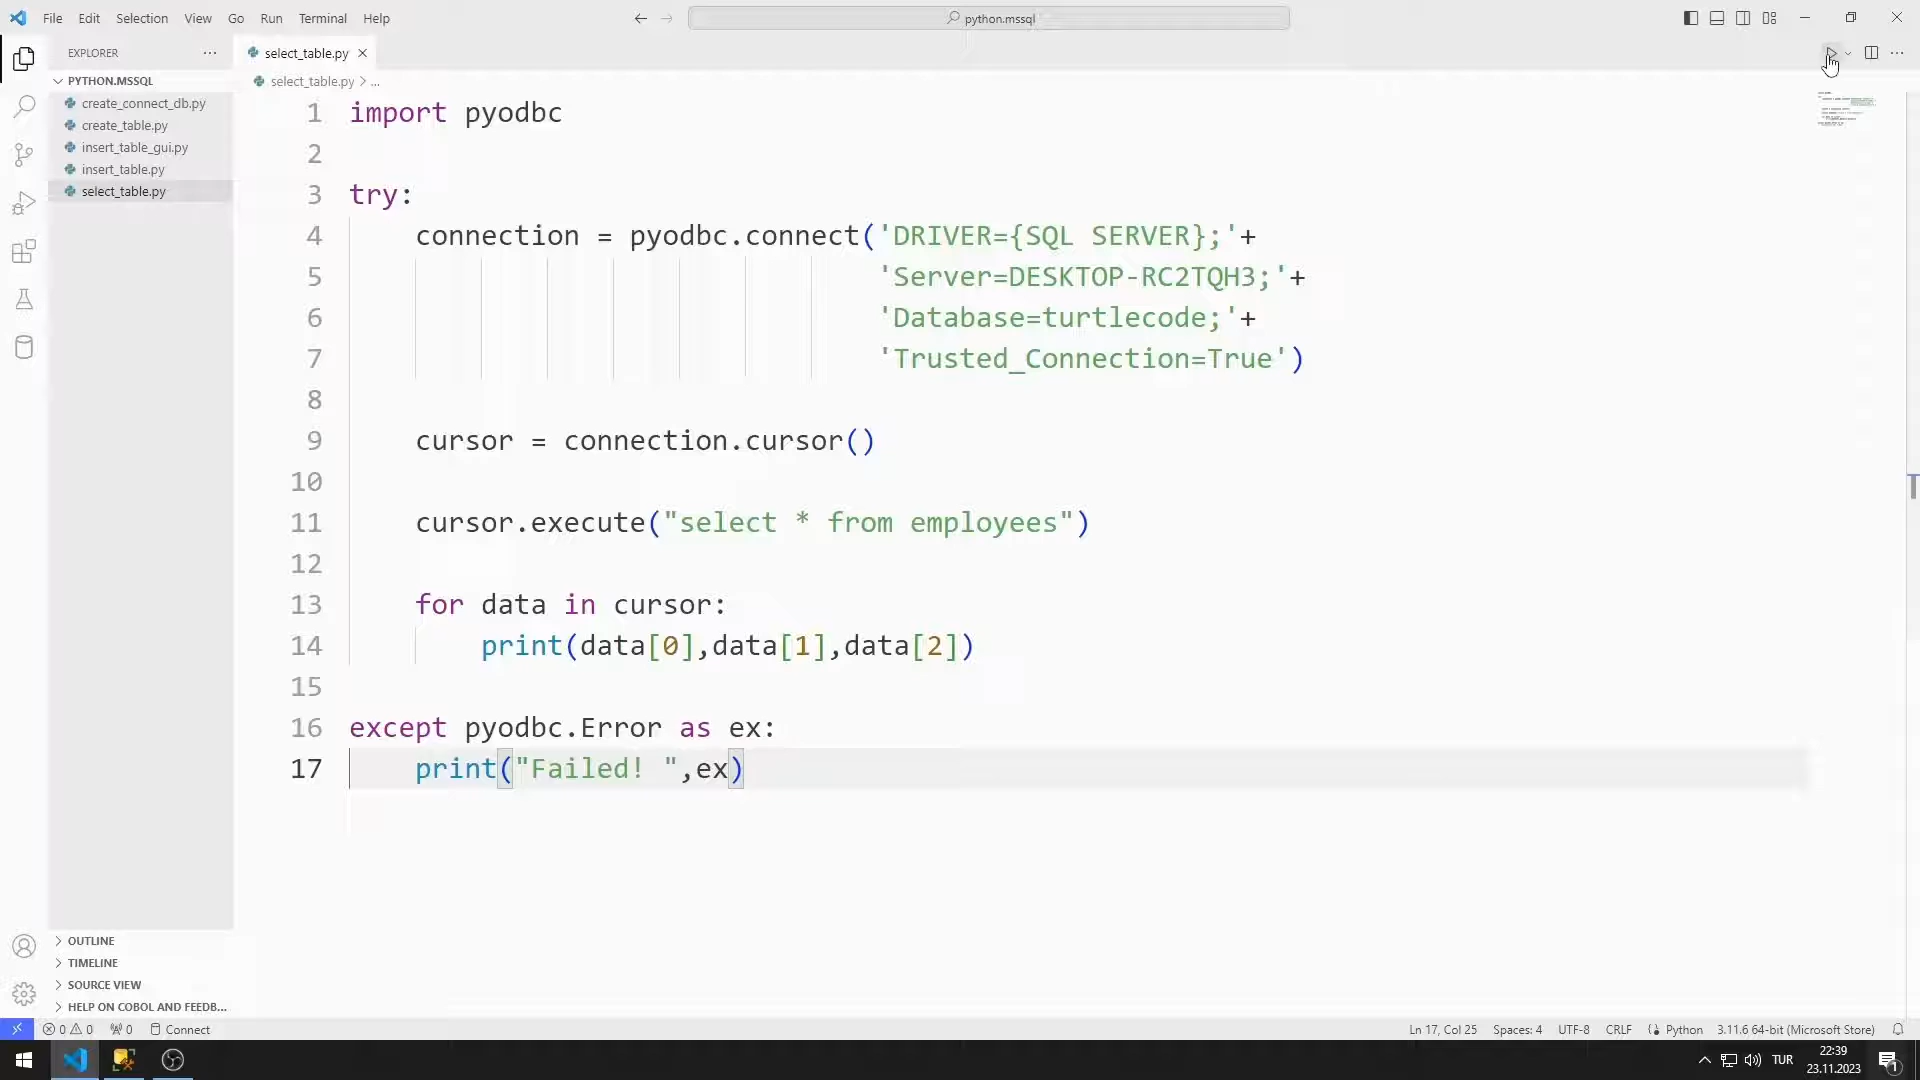 File Edit Selection View Go Run Terminal Help
python.mssql
EXPLORER
PYTHON.MSSQL
create_connect_db.py
create_table.py
insert_table_gui.py
insert_table.py
select_table.py
OUTLINE
TIMELINE
SOURCE VIEW
HELP ON COBOL AND FEEDB...
select_table.py
select_table.py > ...
1 import pyodbc
2
3 try:
4 connection = pyodbc.connect('DRIVER={SQL SERVER};'+
5 'Server=DESKTOP-RC2TQH3;'+
6 'Database=turtlecode;'+
7 'Trusted_Connection=True')
8
9 cursor = connection.cursor()
10
11 cursor.execute("select * from employees")
12
13 for data in cursor:
14 print(data[0],data[1],data[2])
15
16 except pyodbc.Error as ex:
17 print("Failed! ",ex)
0 0 0 Connect
Ln 17, Col 25 Spaces: 4 UTF-8 CRLF Python 3.11.6 64-bit (Microsoft Store)
TUR
22:39
23.11.2023
1